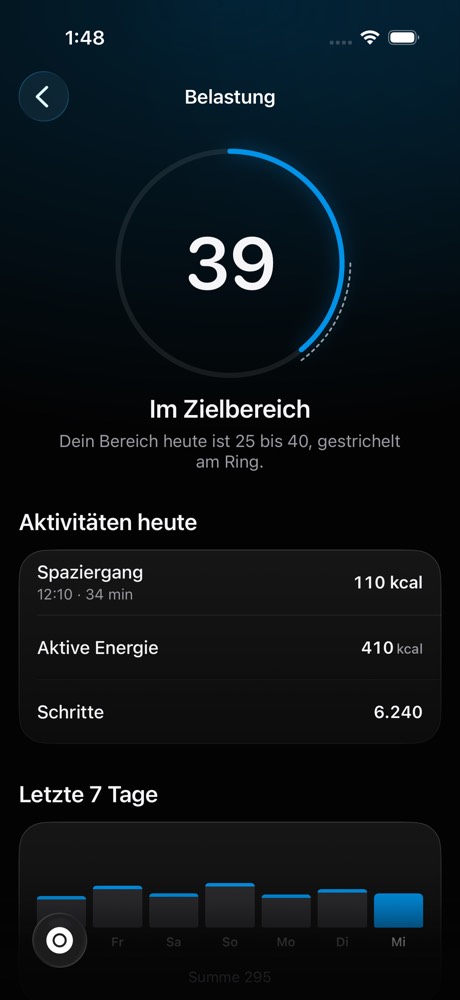 1:48
Belastung
39
Im Zielbereich
Dein Bereich heute ist 25 bis 40, gestrichelt
am Ring.
Aktivitäten heute
Spaziergang
110 kcal
12:10 · 34 min
Aktive Energie
410 kcal
Schritte
6.240
Letzte 7 Tage
Fr Sa So Mo Di Mi
Summe 295